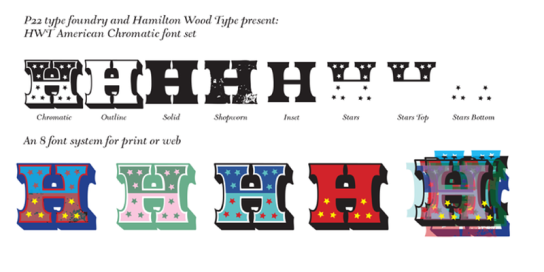 P22 type foundry and Hamilton Wood Type present:
HWT American Chromatic font set
H H H H H
Chromatic Outline Solid Shopworn Inset Stars Stars Top Stars Bottom
An 8 font system for print or web
H H H H H